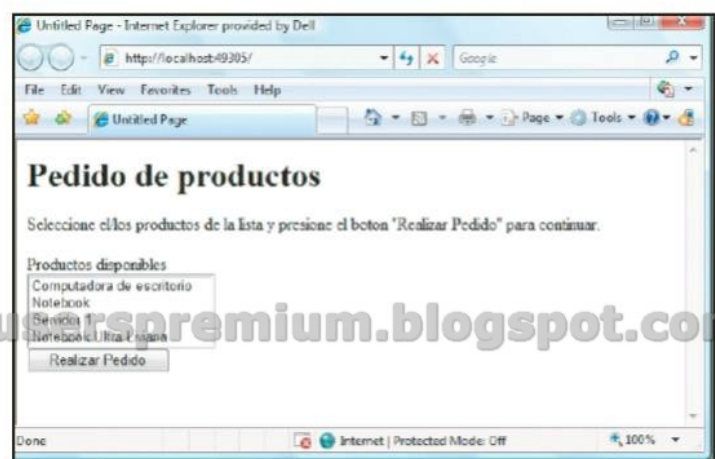 Untitled Page - Internet Explorer provided by Dell
http://localhost:49305/
Google
File Edit View Favorites Tools Help
Untitled Page
Page
Tools
Pedido de productos
Seleccione el/los productos de la lista y presione el boton "Realizar Pedido" para continuar.
Productos disponibles
Computadora de escritorio
Notebook
Servidor 1
Notebook Ultra Liviana
userspremium.blogspot.com
Realizar Pedido
Done
Internet | Protected Mode: Off
100%